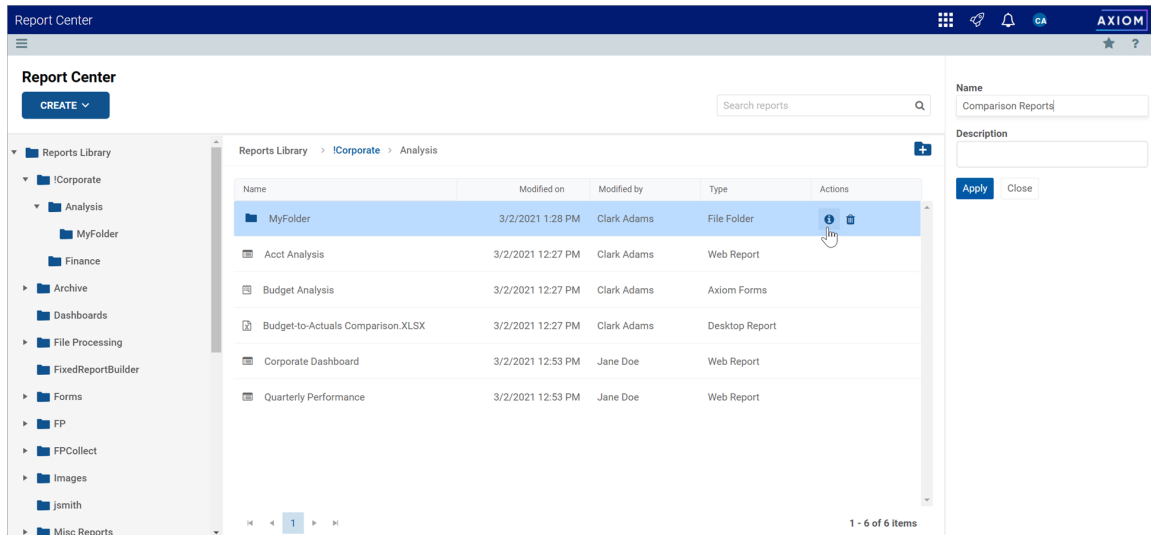 Report Center
CA
AXIOM
?
Report Center
CREATE
Search reports
Name
Comparison Reports
Description
Apply Close
Reports Library
!Corporate
Analysis
MyFolder
Finance
Archive
Dashboards
File Processing
FixedReportBuilder
Forms
FP
FPCollect
Images
jsmith
Misc Reports
Reports Library > !Corporate > Analysis
Name Modified on Modified by Type Actions
MyFolder 3/2/2021 1:28 PM Clark Adams File Folder
Acct Analysis 3/2/2021 12:27 PM Clark Adams Web Report
Budget Analysis 3/2/2021 12:27 PM Clark Adams Axiom Forms
Budget-to-Actuals Comparison.XLSX 3/2/2021 12:27 PM Clark Adams Desktop Report
Corporate Dashboard 3/2/2021 12:53 PM Jane Doe Web Report
Quarterly Performance 3/2/2021 12:53 PM Jane Doe Web Report
1
1 - 6 of 6 items